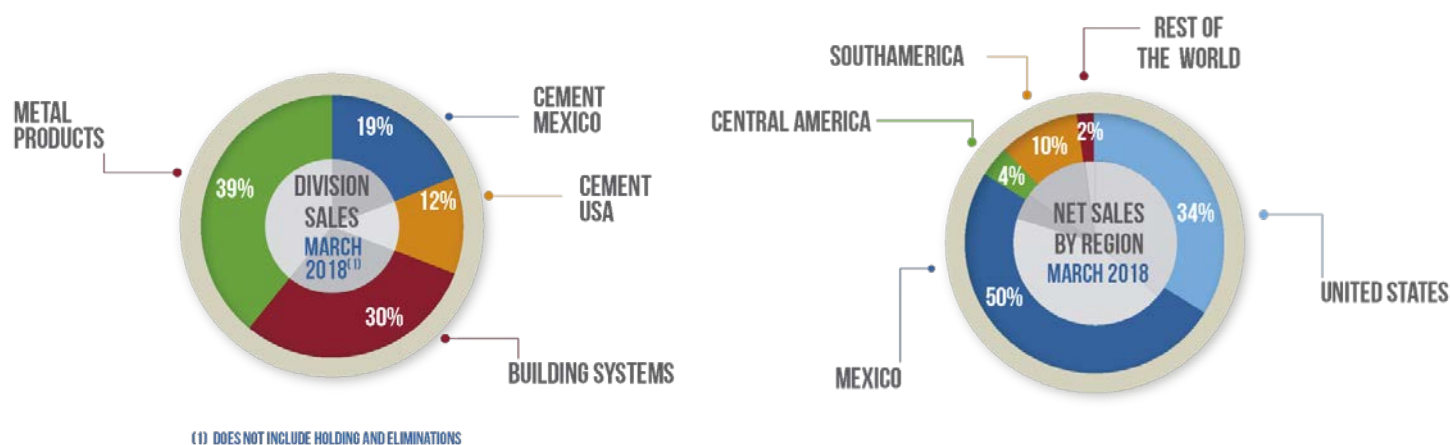 METAL
PRODUCTS
39%
19%
CEMENT
MEXICO
12%
CEMENT
USA
30%
BUILDING SYSTEMS
DIVISION
SALES
MARCH
2018(1)
(1) DOES NOT INCLUDE HOLDING AND ELIMINATIONS
REST OF
THE WORLD
2%
SOUTHAMERICA
10%
CENTRAL AMERICA
4%
34%
UNITED STATES
50%
MEXICO
NET SALES
BY REGION
MARCH 2018